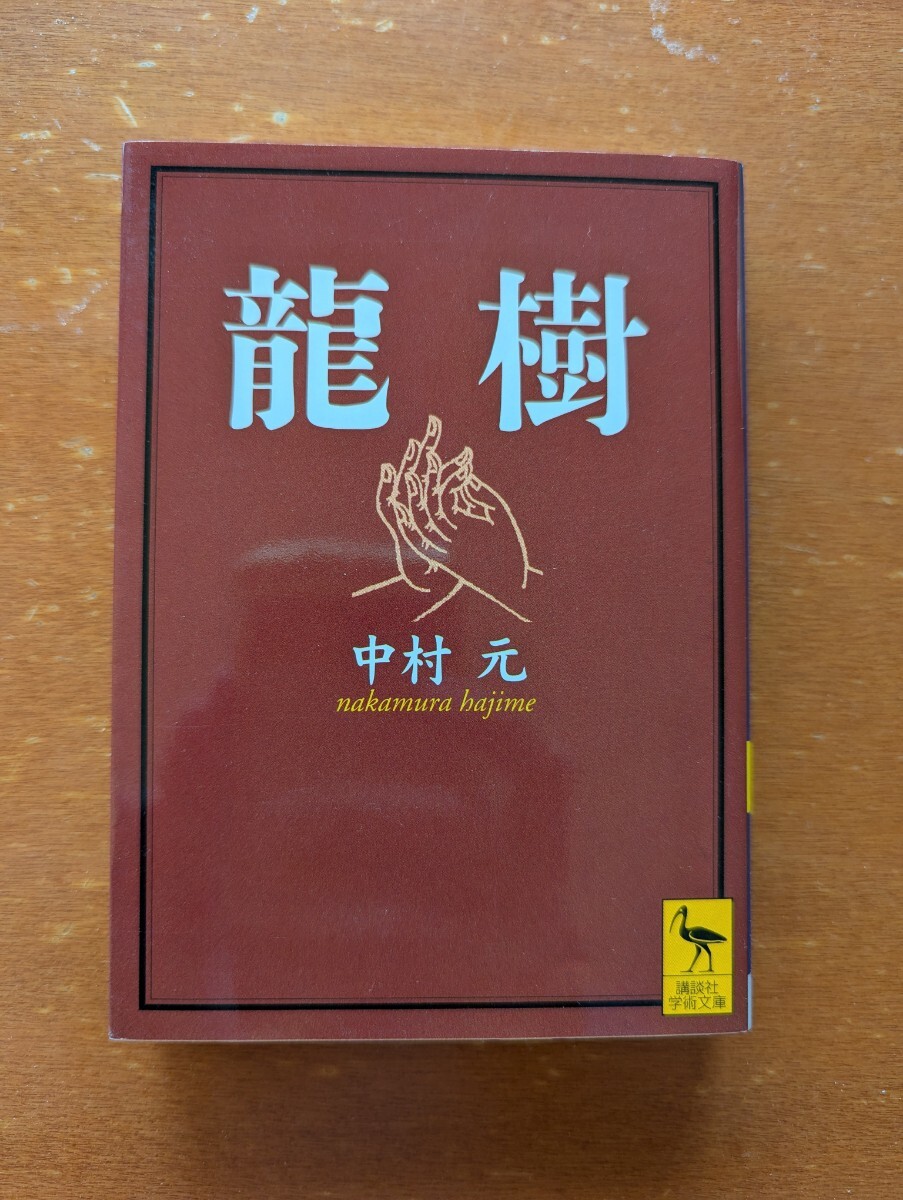 龍樹
中村 元
nakamura hajime
講談社
学術文庫